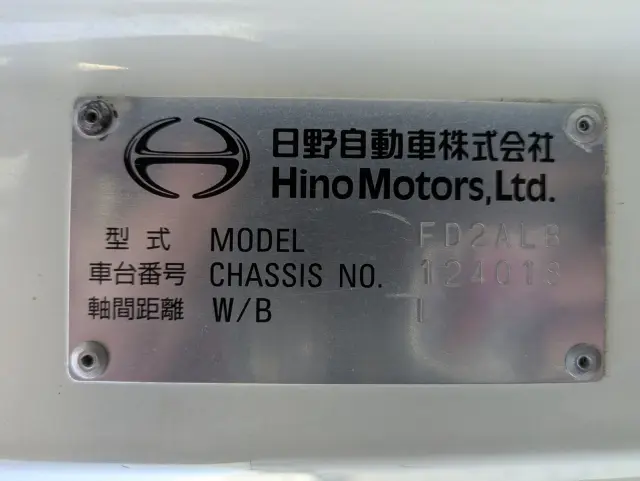 日野自動車株式会社
Hino Motors, Ltd.
型式 MODEL FD2ALB
車台番号 CHASSIS NO.
軸間距離 W/B